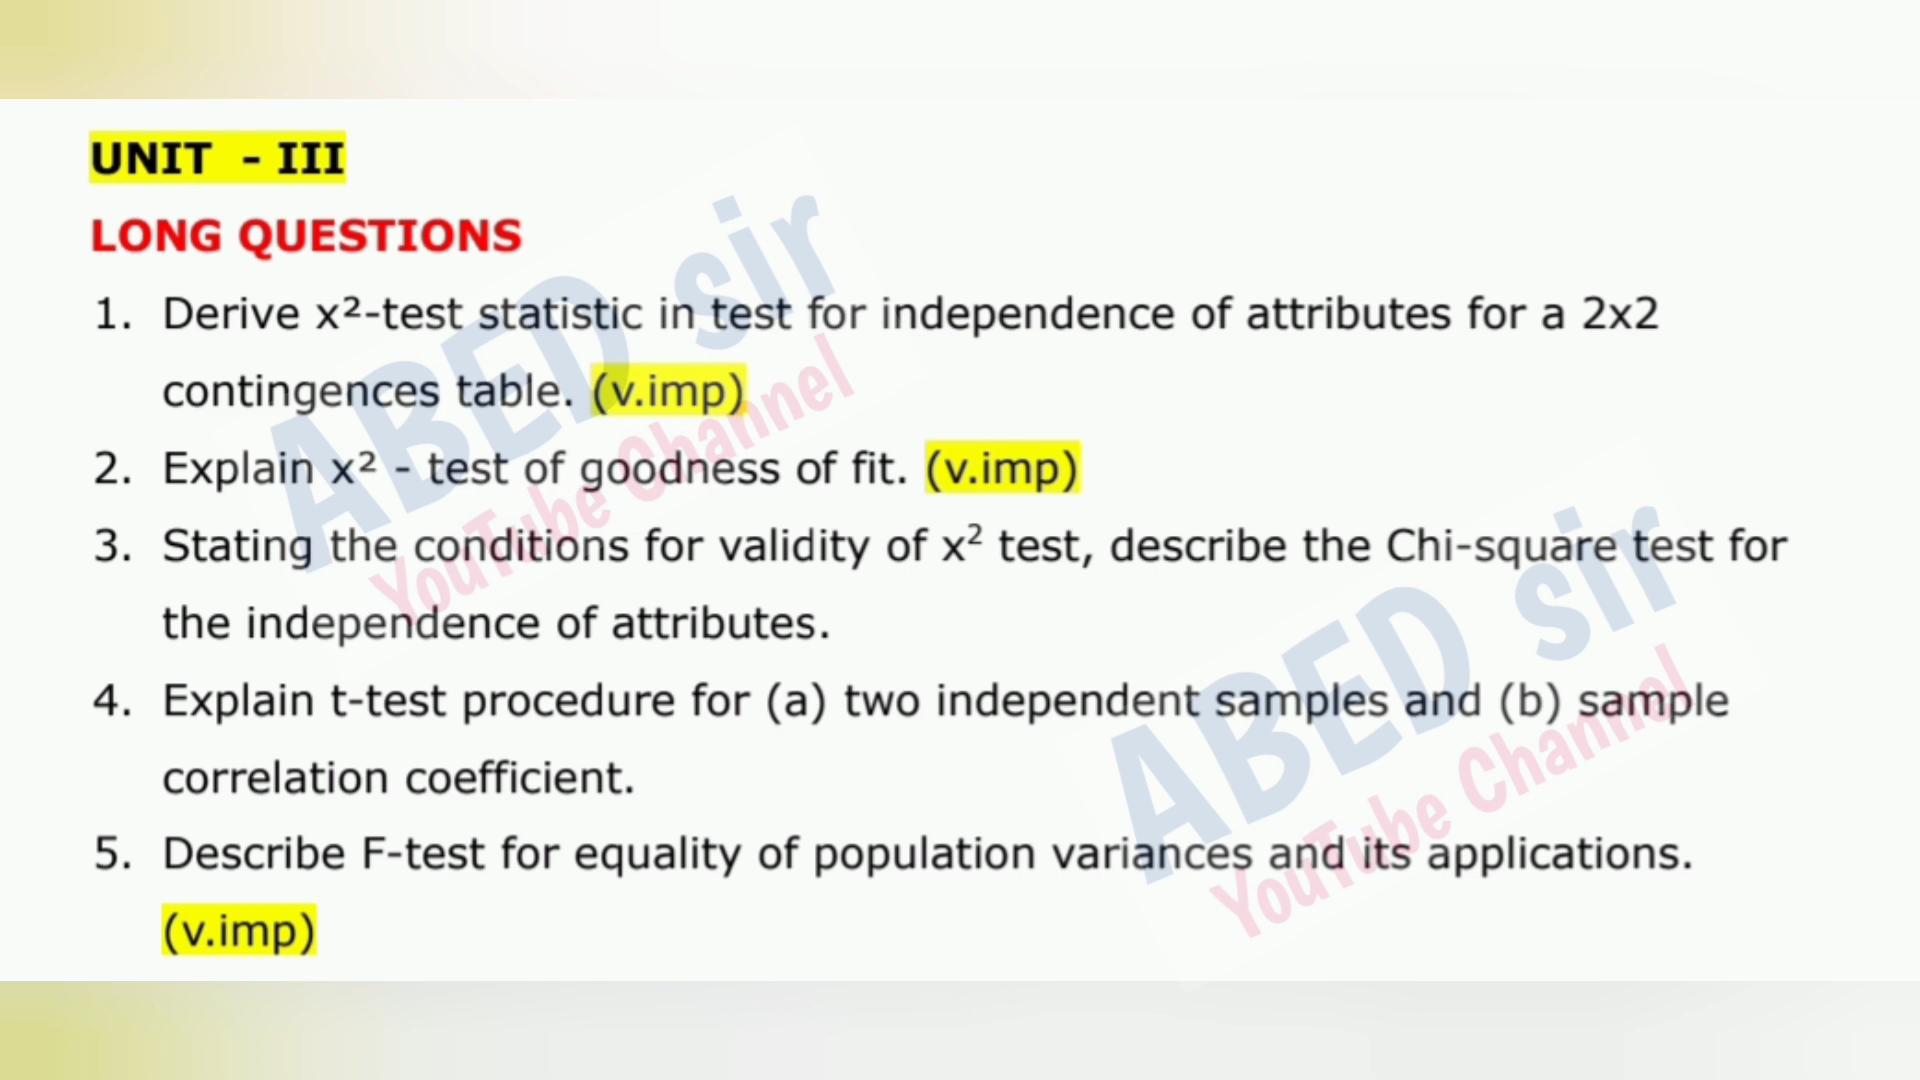 UNIT - III
LONG QUESTIONS
1. Derive x²-test statistic in test for independence of attributes for a 2x2
contingences table. (v.imp)
2. Explain x² - test of goodness of fit. (v.imp)
3. Stating the conditions for validity of x² test, describe the Chi-square test for
the independence of attributes.
4. Explain t-test procedure for (a) two independent samples and (b) sample
correlation coefficient.
5. Describe F-test for equality of population variances and its applications.
(v.imp)
ABED sir
YouTube Channel
ABED sir
YouTube Channel